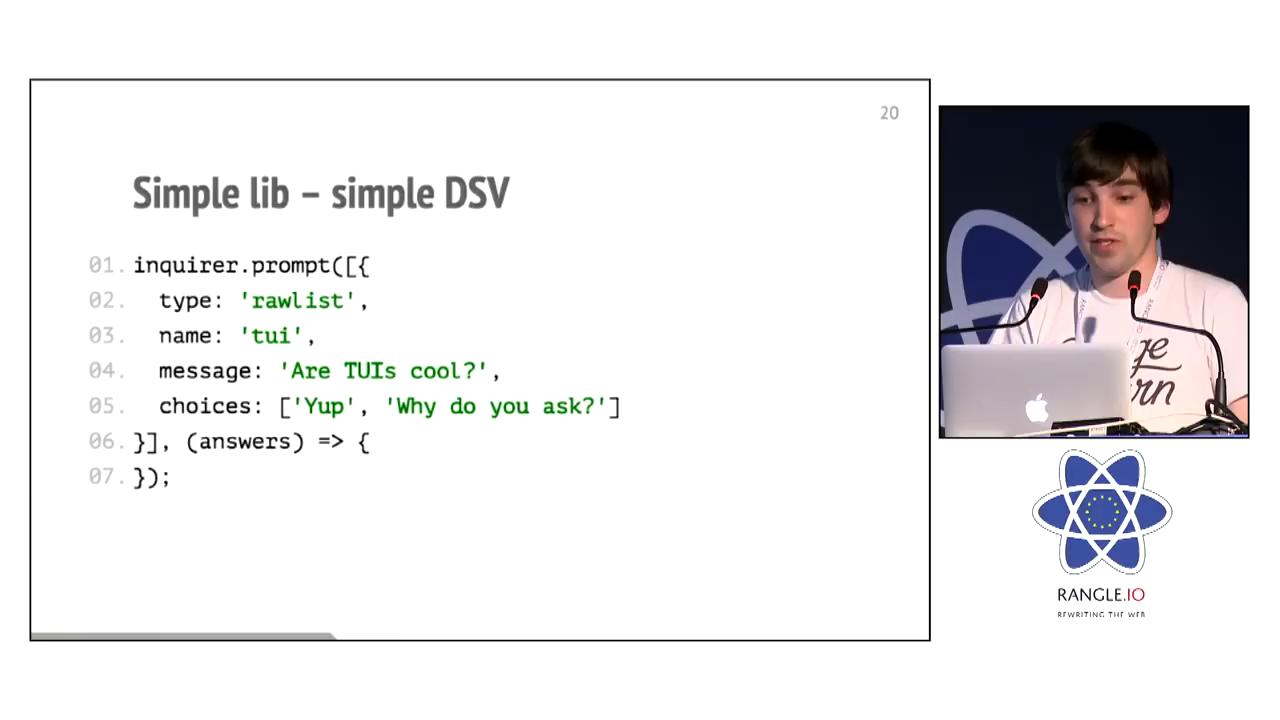 20
Simple lib – simple DSV
01. inquirer.prompt([{
02.   type: 'rawlist',
03.   name: 'tui',
04.   message: 'Are TUIs cool?',
05.   choices: ['Yup', 'Why do you ask?']
06. }], (answers) => {
07. });
RANGLE.IO
REWRITING THE WEB